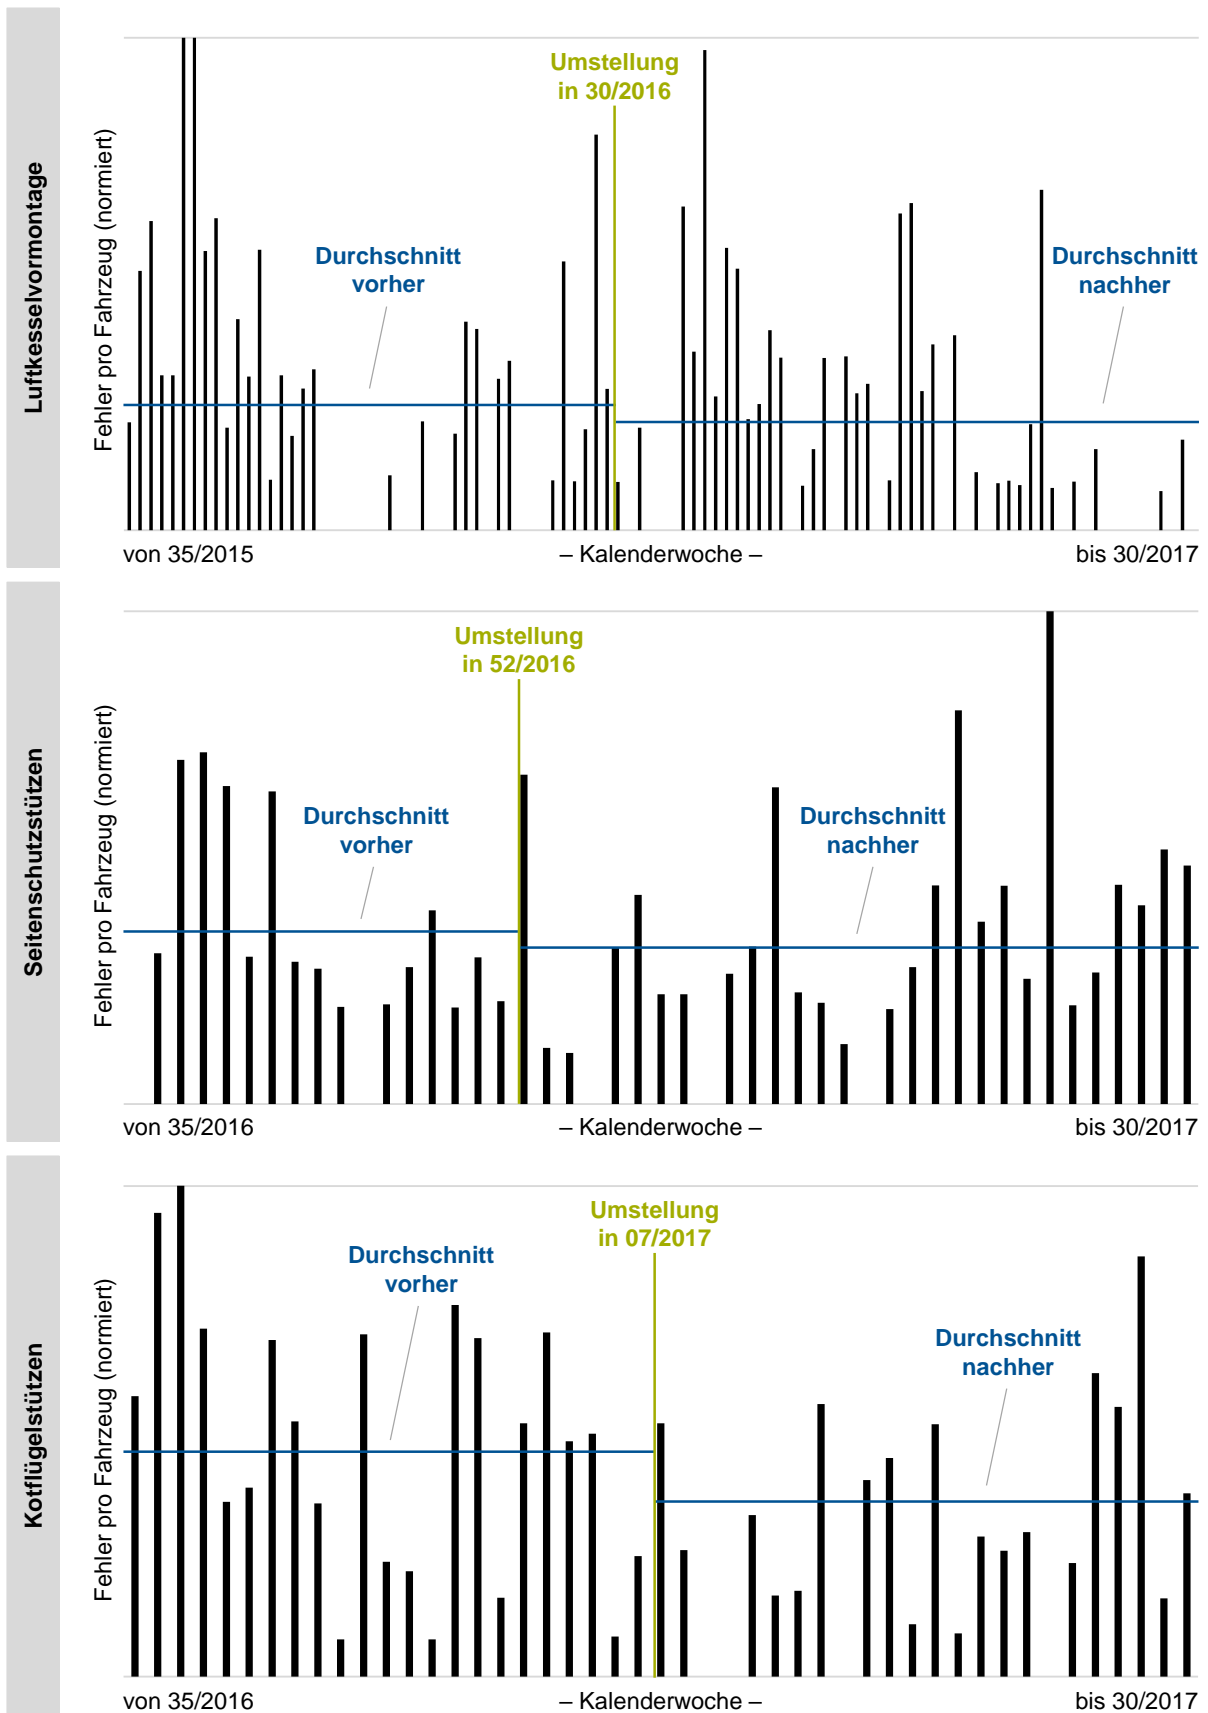 Luftkesselvormontage
Fehler pro Fahrzeug (normiert)
Umstellung
in 30/2016
Durchschnitt
vorher
Durchschnitt
nachher
von 35/2015
– Kalenderwoche –
bis 30/2017
Seitenschutzstützen
Fehler pro Fahrzeug (normiert)
Umstellung
in 52/2016
Durchschnitt
vorher
Durchschnitt
nachher
von 35/2016
– Kalenderwoche –
bis 30/2017
Kotflügelstützen
Fehler pro Fahrzeug (normiert)
Umstellung
in 07/2017
Durchschnitt
vorher
Durchschnitt
nachher
von 35/2016
– Kalenderwoche –
bis 30/2017